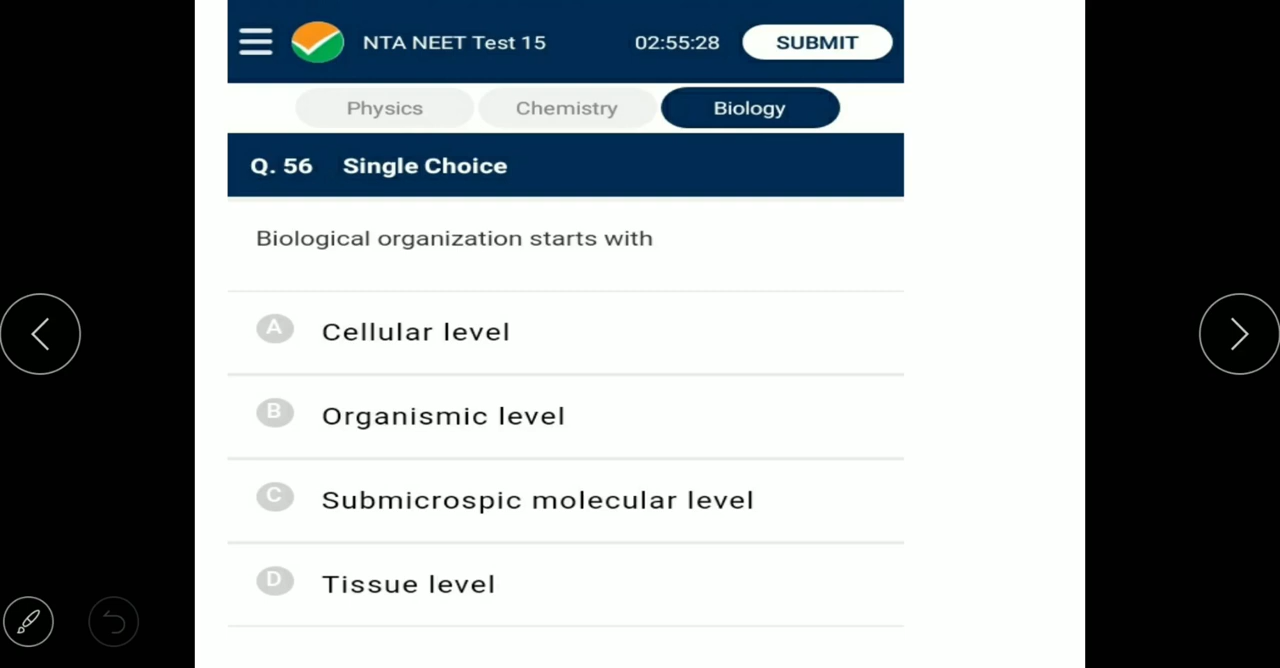 NTA NEET Test 15 02:55:28 SUBMIT
Physics Chemistry Biology
Q. 56 Single Choice
Biological organization starts with
A Cellular level
B Organismic level
C Submicrospic molecular level
D Tissue level